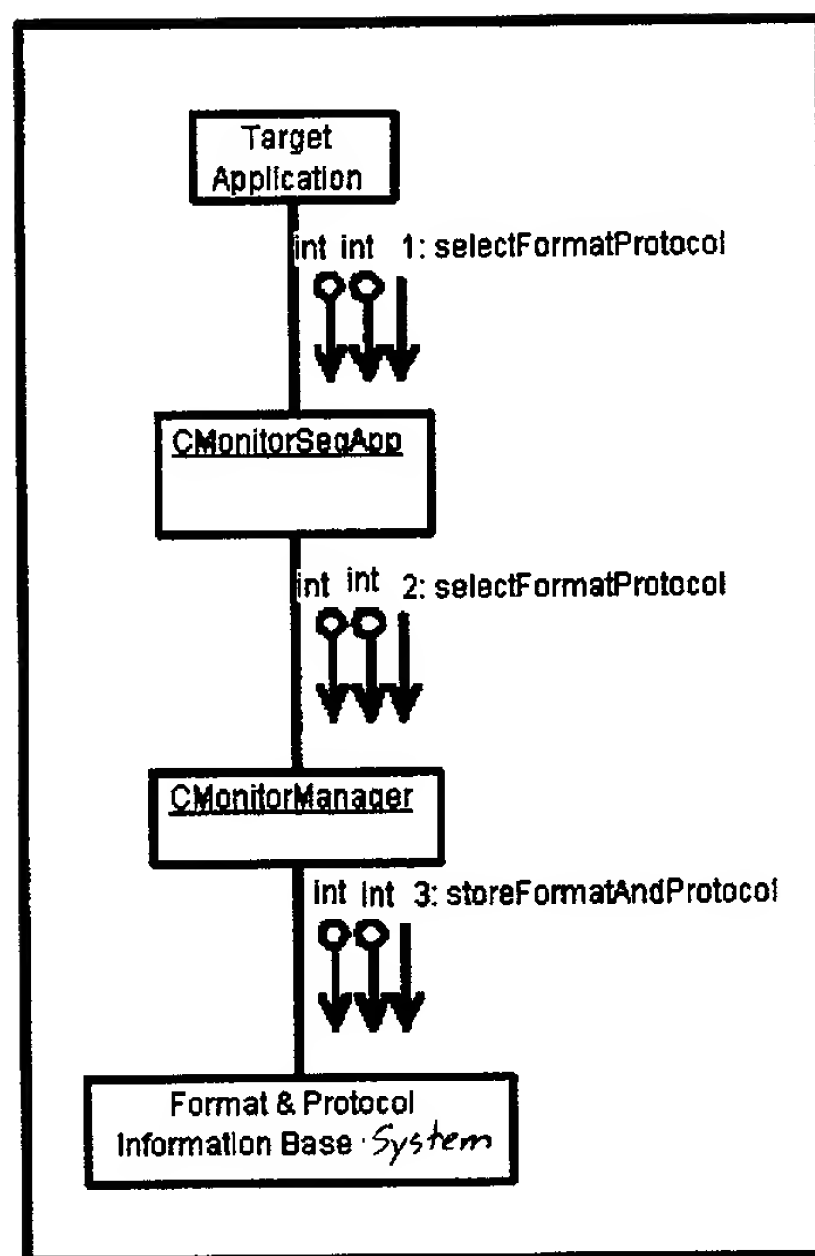 Target
Application
int int 1: selectFormatProtocol
CMonitorSeqApp
int int 2: selectFormatProtocol
CMonitorManager
int int 3: storeFormatAndProtocol
Format & Protocol
Information Base System